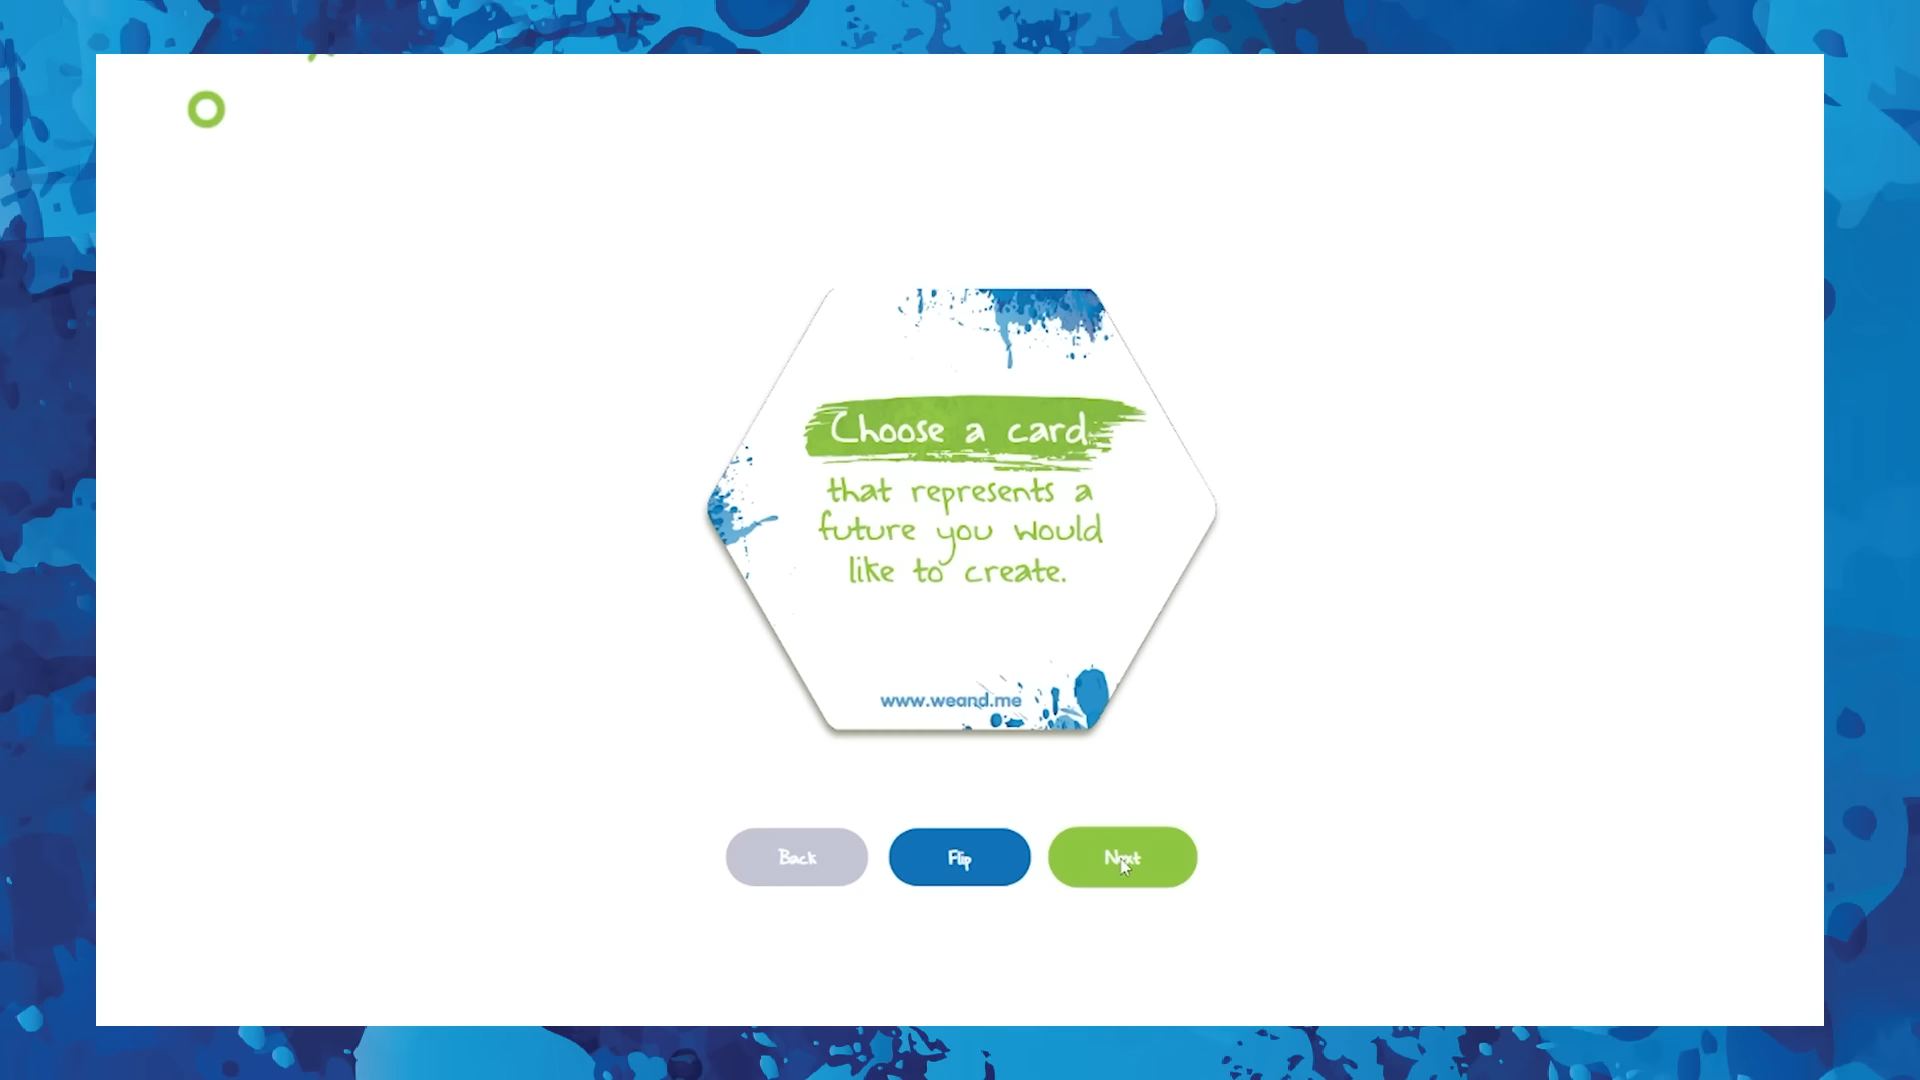 Choose a card
that represents a
future you would
like to create.
www.weand.me
Back
Flip
Next